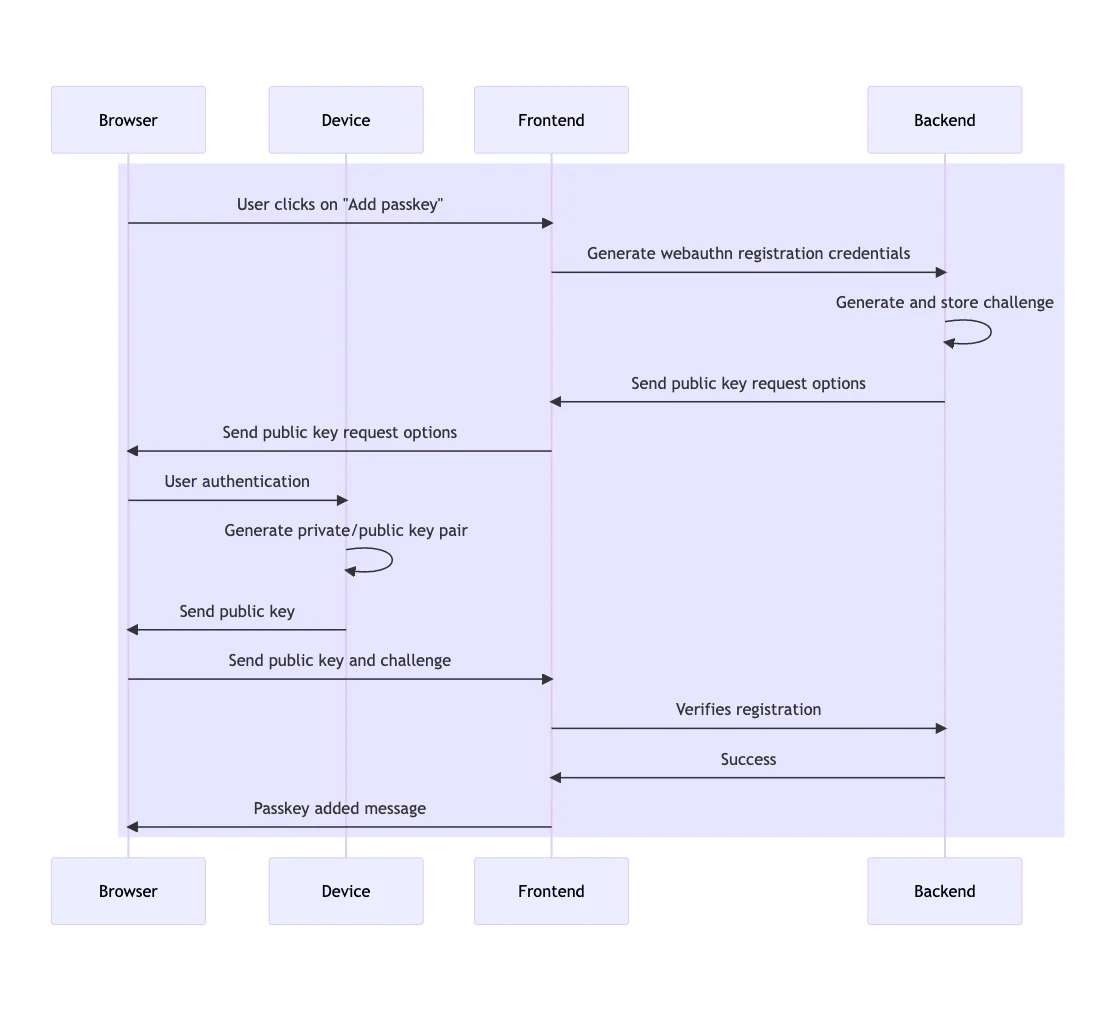 Browser
Device
Frontend
Backend
User clicks on "Add passkey"
Generate webauthn registration credentials
Generate and store challenge
Send public key request options
Send public key request options
User authentication
Generate private/public key pair
Send public key
Send public key and challenge
Verifies registration
Success
Passkey added message
Browser
Device
Frontend
Backend